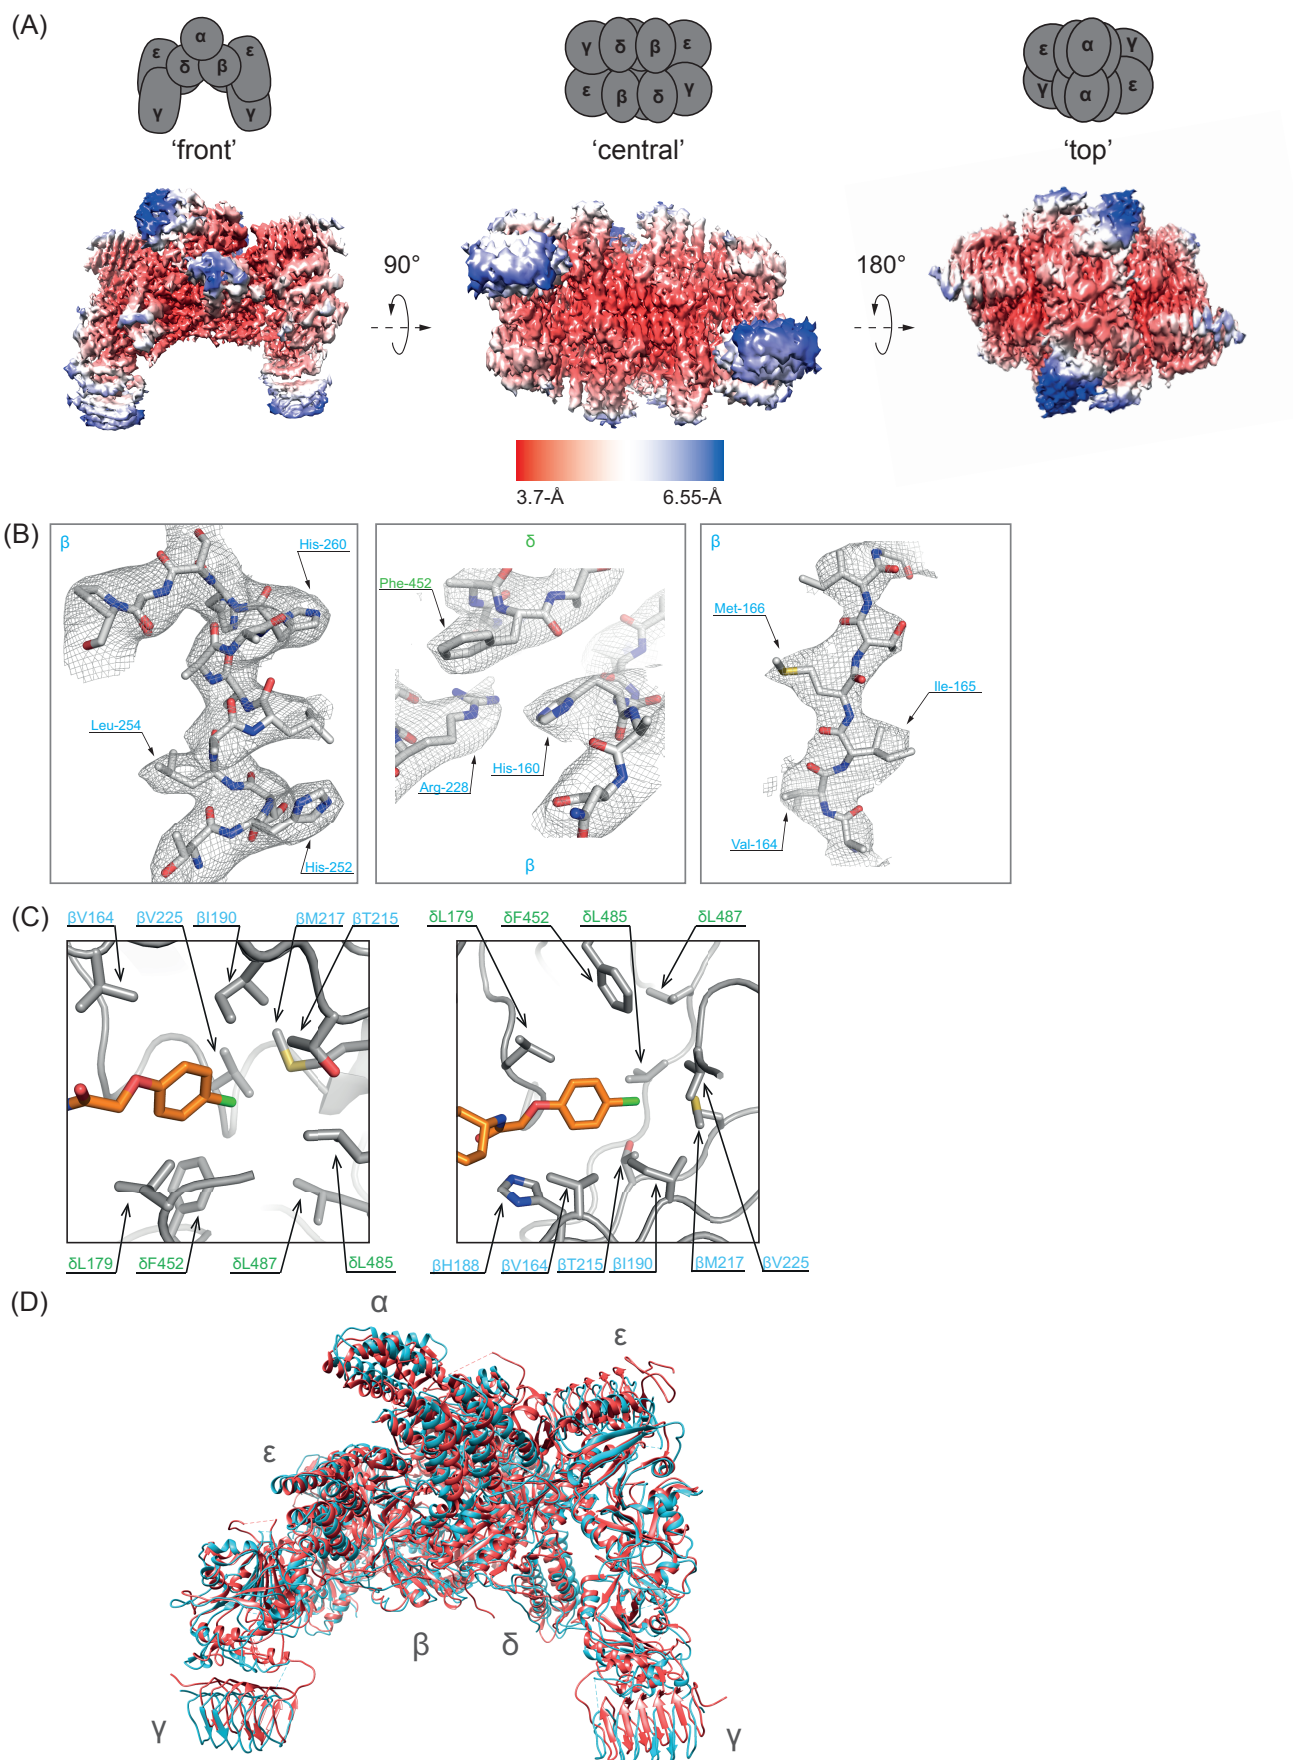 (A)
α
ε ε
δ β
γ γ
'front'
γ δ β ε
ε β δ γ
'central'
ε α γ
γ α ε
'top'
90°
180°
3.7-Å 6.55-Å
(B)
β
His-260
Leu-254
His-252
δ
Phe-452
His-160
Arg-228
β
β
Met-166
Ile-165
Val-164
(C)
βV164 βV225 βI190 βM217 βT215
δL179 δF452 δL487 δL485
δL179 δF452 δL485 δL487
βH188 βV164 βT215 βI190 βM217 βV225
(D)
α
ε
ε
β δ
γ γ